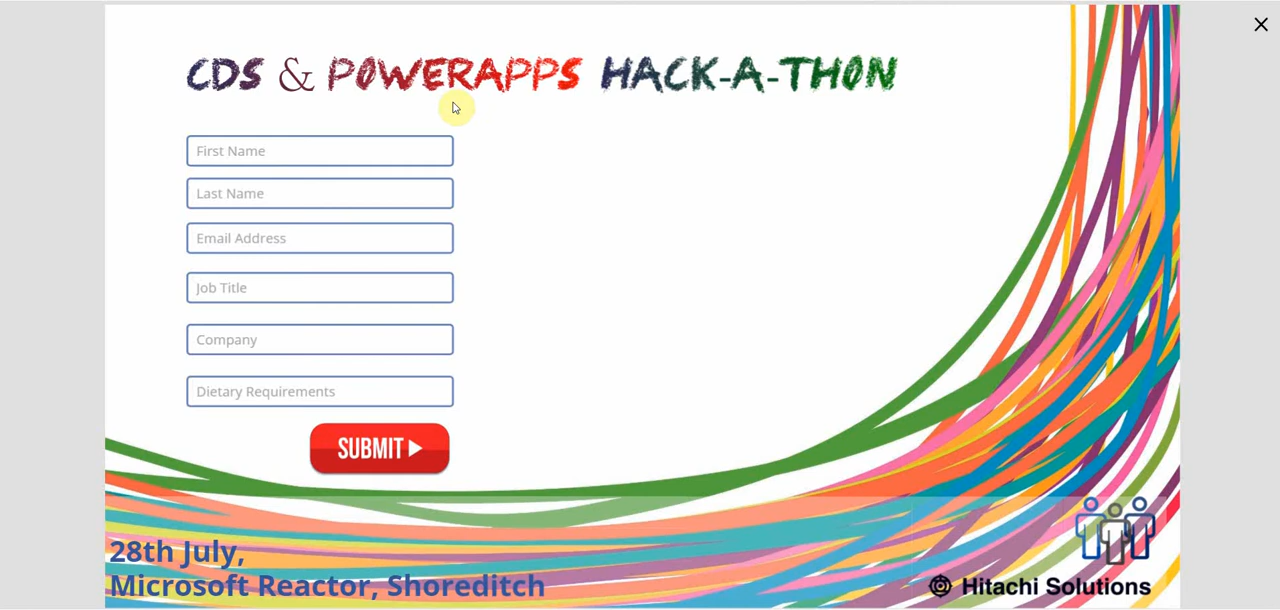 CDS & POWERAPPS HACK-A-THON
First Name
Last Name
Email Address
Job Title
Company
Dietary Requirements
SUBMIT
28th July,
Microsoft Reactor, Shoreditch
Hitachi Solutions